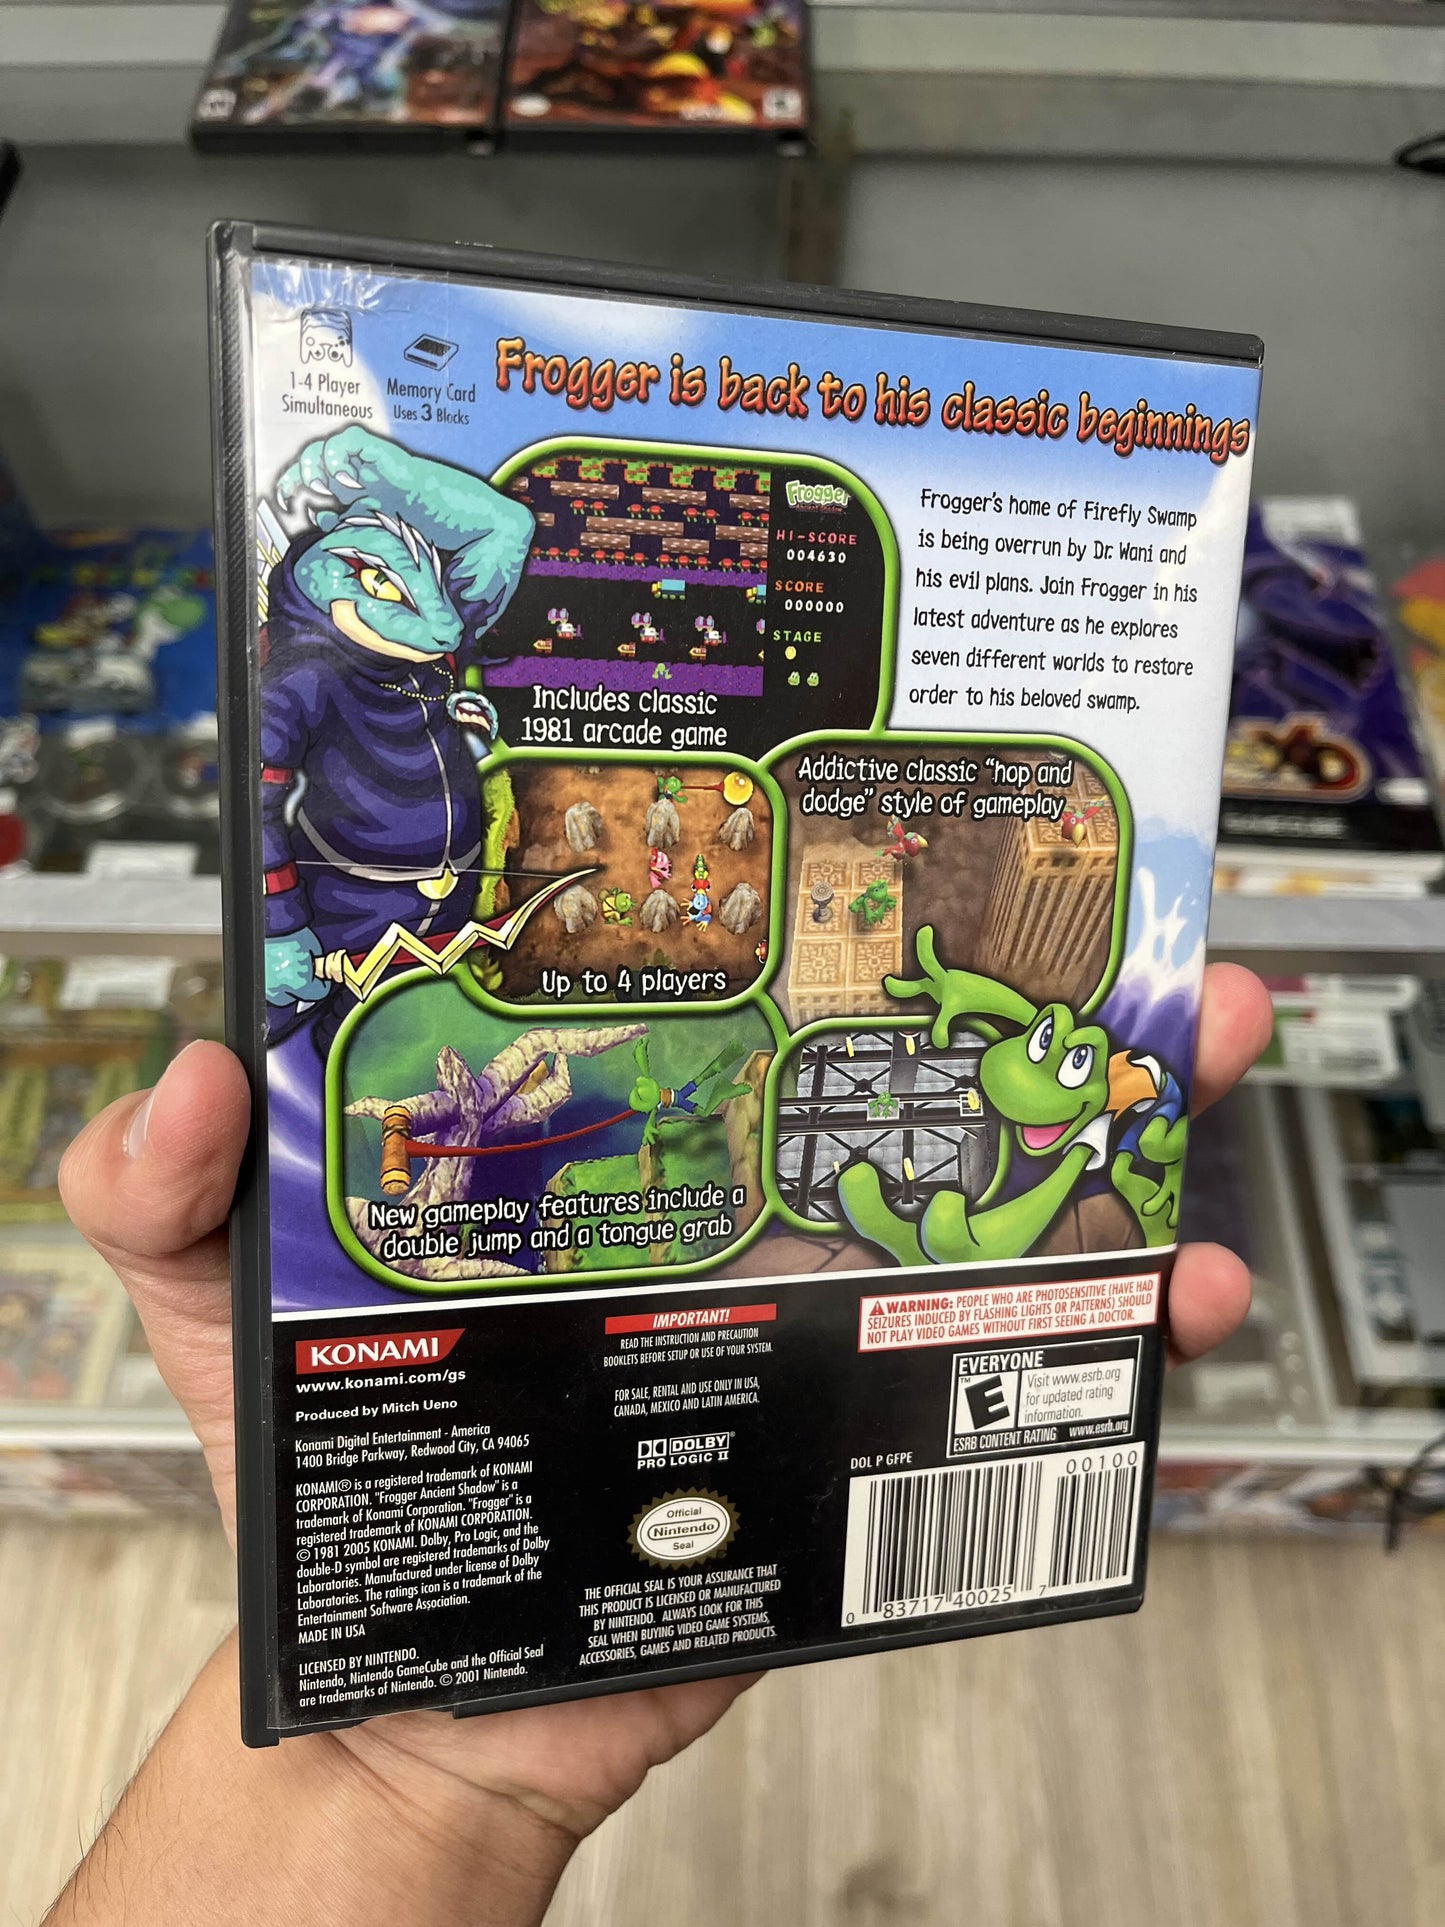 1-4 Player
Simultaneous
Memory Card
Uses 3 Blocks
Frogger is back to his classic beginnings
Frogger
HI-SCORE
004630
SCORE
000000
STAGE
Includes classic
1981 arcade game
Frogger's home of Firefly Swamp
is being overrun by Dr. Wani and
his evil plans. Join Frogger in his
latest adventure as he explores
seven different worlds to restore
order to his beloved swamp.
Addictive classic "hop and
dodge" style of gameplay
Up to 4 players
New gameplay features include a
double jump and a tongue grab
KONAMI
www.konami.com/gs
Produced by Mitch Ueno
Konami Digital Entertainment - America
1400 Bridge Parkway, Redwood City, CA 94065
KONAMI® is a registered trademark of KONAMI
CORPORATION. "Frogger Ancient Shadow" is a
trademark of Konami Corporation. "Frogger" is a
registered trademark of KONAMI CORPORATION.
© 1981 2005 KONAMI. Dolby, Pro Logic, and the
double-D symbol are registered trademarks of Dolby
Laboratories. Manufactured under license of Dolby
Laboratories. The ratings icon is a trademark of the
Entertainment Software Association.
MADE IN USA
LICENSED BY NINTENDO.
Nintendo, Nintendo GameCube and the Official Seal
are trademarks of Nintendo. © 2001 Nintendo.
IMPORTANT!
READ THE INSTRUCTION AND PRECAUTION
BOOKLETS BEFORE SETUP OR USE OF YOUR SYSTEM.
FOR SALE, RENTAL AND USE ONLY IN USA,
CANADA, MEXICO AND LATIN AMERICA.
DOLBY®
PRO LOGIC II
Official
Nintendo
Seal
THE OFFICIAL SEAL IS YOUR ASSURANCE THAT
THIS PRODUCT IS LICENSED OR MANUFACTURED
BY NINTENDO. ALWAYS LOOK FOR THIS
SEAL WHEN BUYING VIDEO GAME SYSTEMS,
ACCESSORIES, GAMES AND RELATED PRODUCTS.
WARNING: PEOPLE WHO ARE PHOTOSENSITIVE (HAVE HAD
SEIZURES INDUCED BY FLASHING LIGHTS OR PATTERNS) SHOULD
NOT PLAY VIDEO GAMES WITHOUT FIRST SEEING A DOCTOR.
EVERYONE
TM
E
Visit www.esrb.org
for updated rating
information.
ESRB CONTENT RATING www.esrb.org
DOL P GFPE
00100
0 83717 40025 7